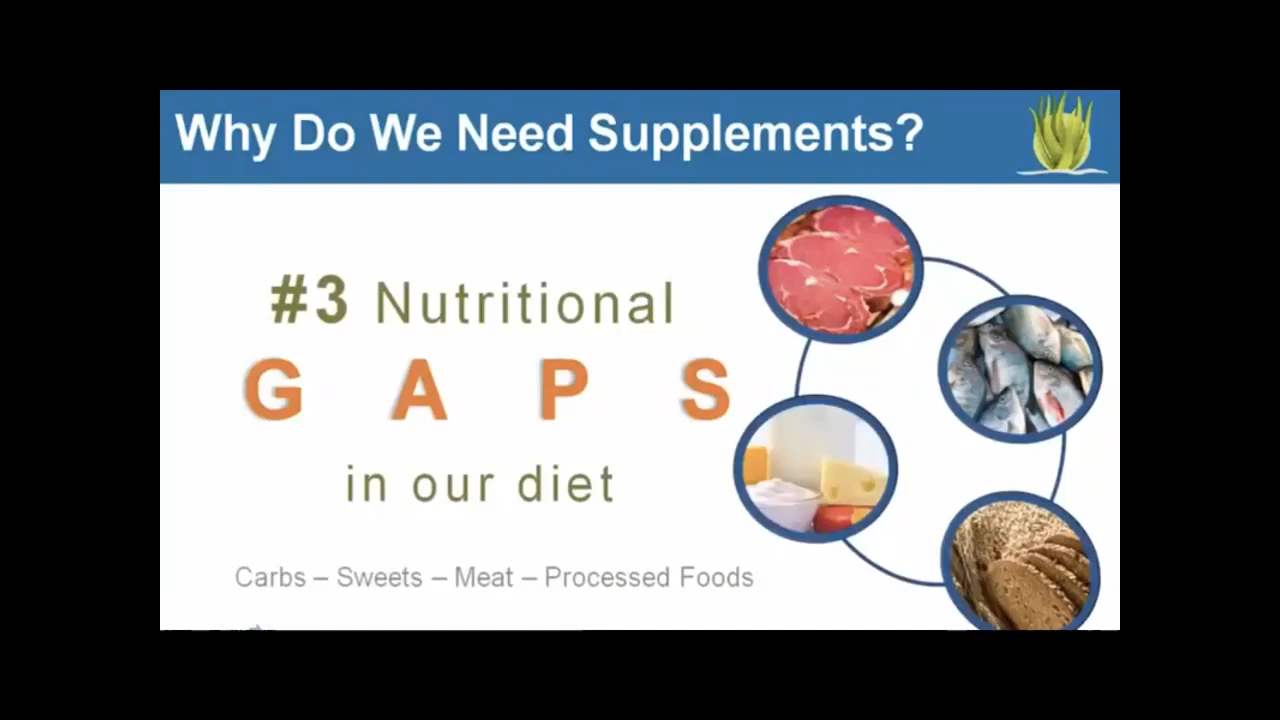 Why Do We Need Supplements?
#3 Nutritional
G A P S
in our diet
Carbs – Sweets – Meat – Processed Foods